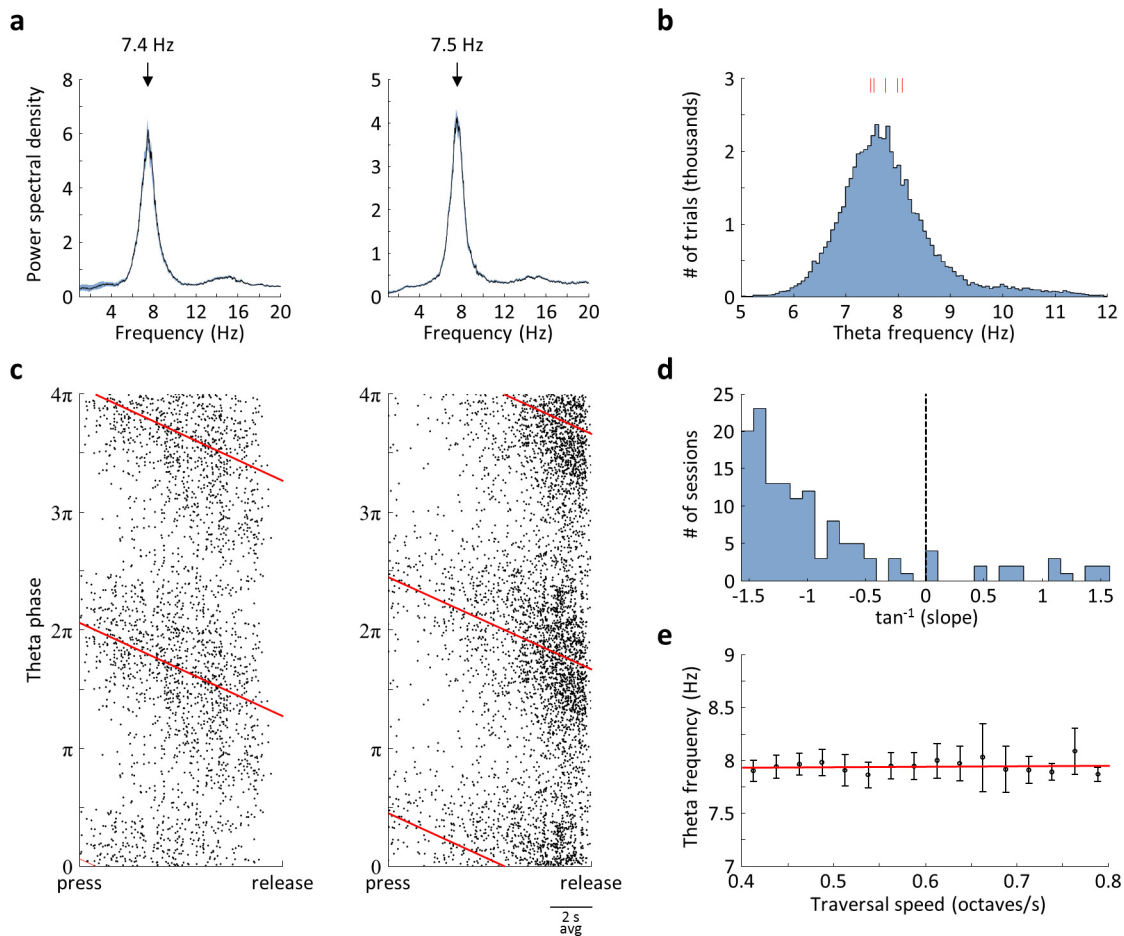 a
7.4 Hz
7.5 Hz
Power spectral density
8
6
4
2
0
4 8 12 16 20
Frequency (Hz)
5
4
3
2
1
0
4 8 12 16 20
Frequency (Hz)
b
# of trials (thousands)
3
2
1
0
5 6 7 8 9 10 11 12
Theta frequency (Hz)
c
Theta phase
4π
3π
2π
π
0
press release
4π
3π
2π
π
0
press release
2 s
avg
d
# of sessions
25
20
15
10
5
0
-1.5 -1 -0.5 0 0.5 1 1.5
tan⁻¹ (slope)
e
Theta frequency (Hz)
9
8.5
8
7.5
7
0.4 0.5 0.6 0.7 0.8
Traversal speed (octaves/s)